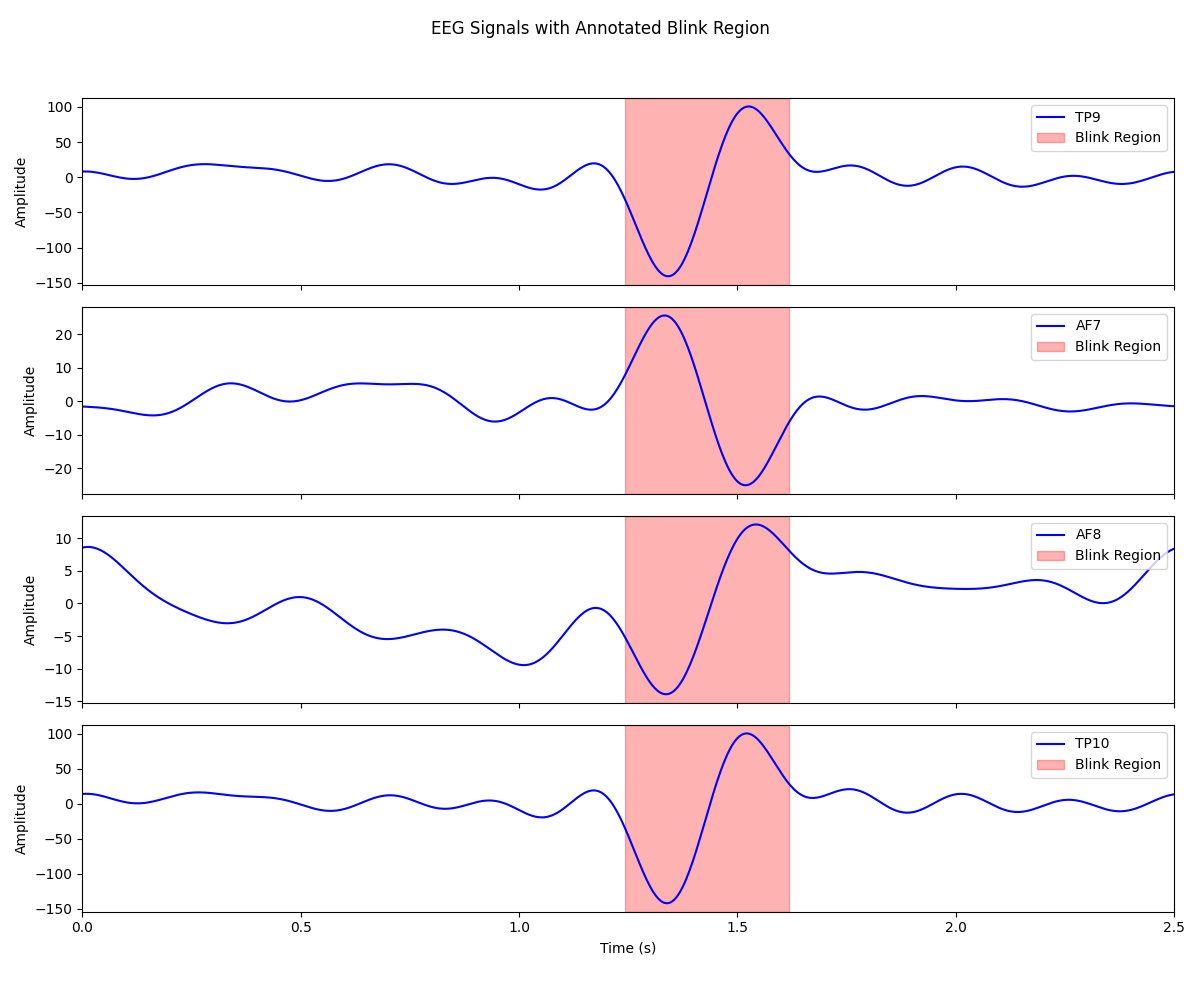 EEG Signals with Annotated Blink Region
100
50
0
−50
−100
−150
Amplitude
TP9
Blink Region
20
10
0
−10
−20
Amplitude
AF7
Blink Region
10
5
0
−5
−10
−15
Amplitude
AF8
Blink Region
100
50
0
−50
−100
−150
Amplitude
TP10
Blink Region
0.0 0.5 1.0 1.5 2.0 2.5
Time (s)